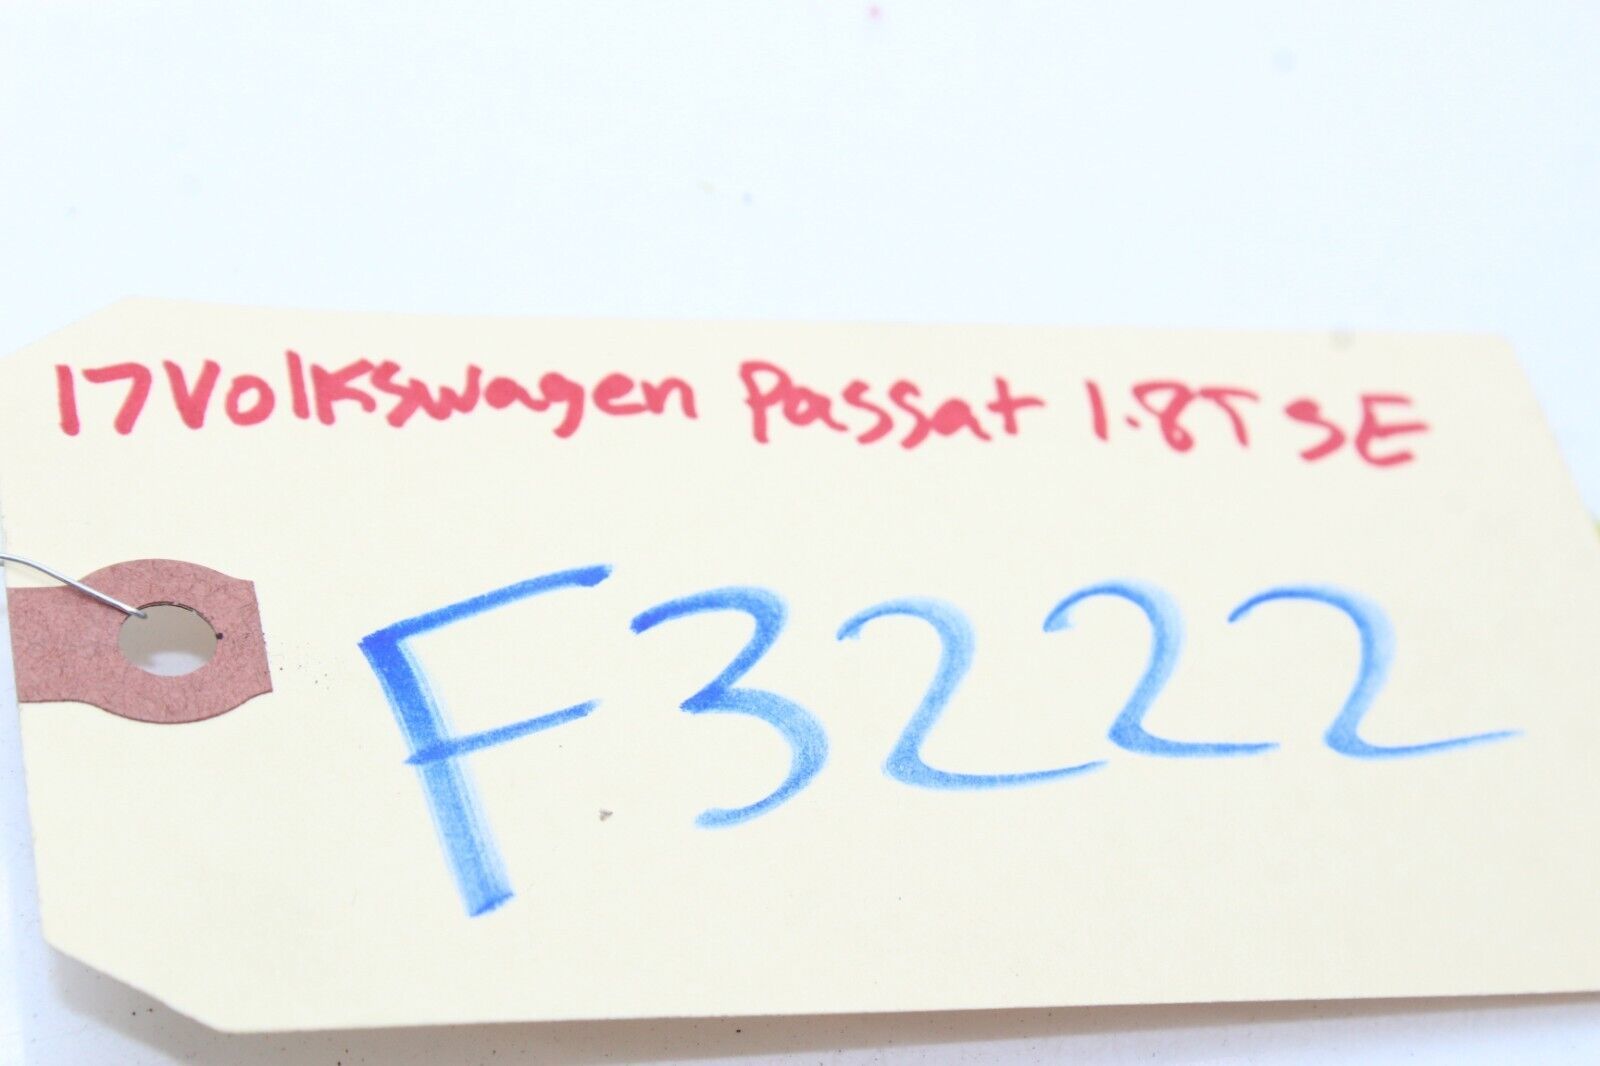 17 Volkswagen Passat 1.8T SE
F3222